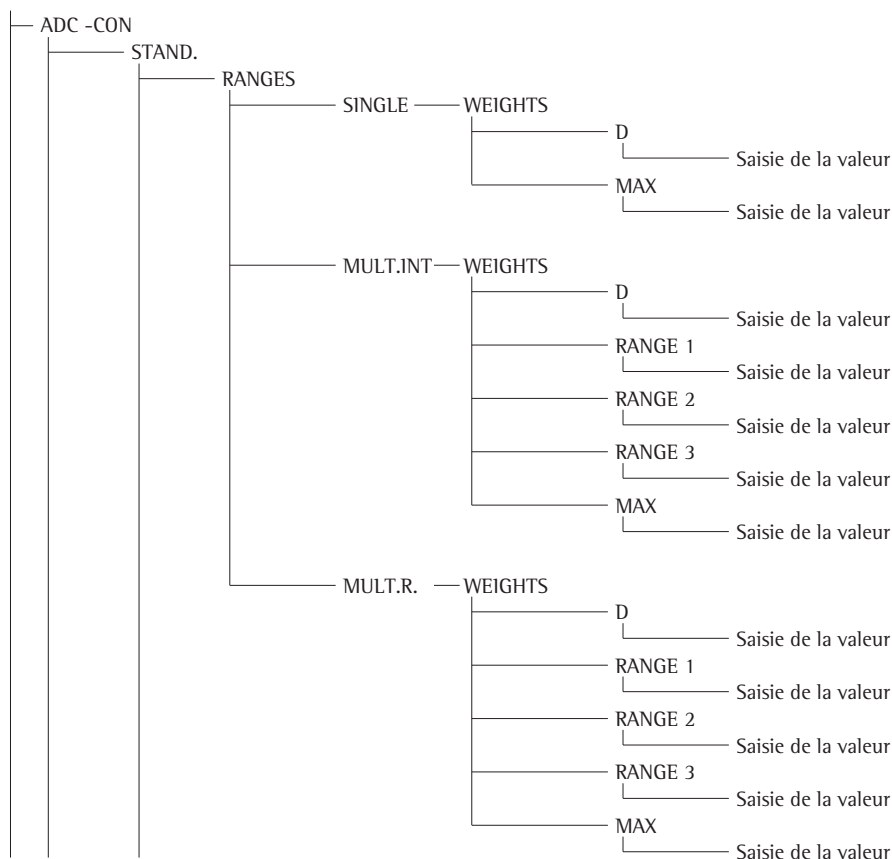 ADC -CON
STAND.
RANGES
SINGLE WEIGHTS
D
Saisie de la valeur
MAX
Saisie de la valeur
MULT.INT WEIGHTS
D
Saisie de la valeur
RANGE 1
Saisie de la valeur
RANGE 2
Saisie de la valeur
RANGE 3
Saisie de la valeur
MAX
Saisie de la valeur
MULT.R. WEIGHTS
D
Saisie de la valeur
RANGE 1
Saisie de la valeur
RANGE 2
Saisie de la valeur
RANGE 3
Saisie de la valeur
MAX
Saisie de la valeur